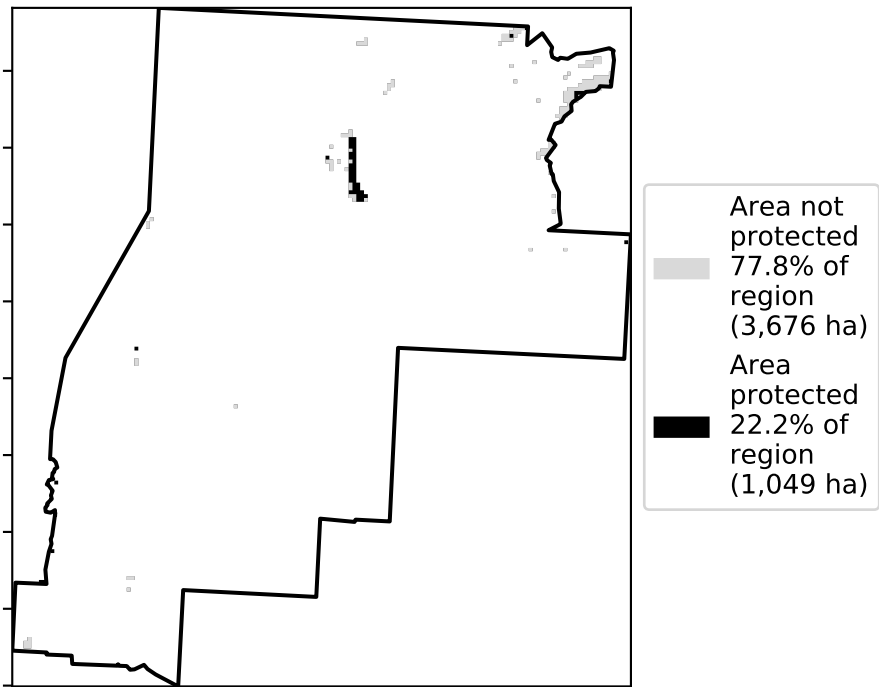 Area not
protected
77.8% of
region
(3,676 ha)
Area
protected
22.2% of
region
(1,049 ha)